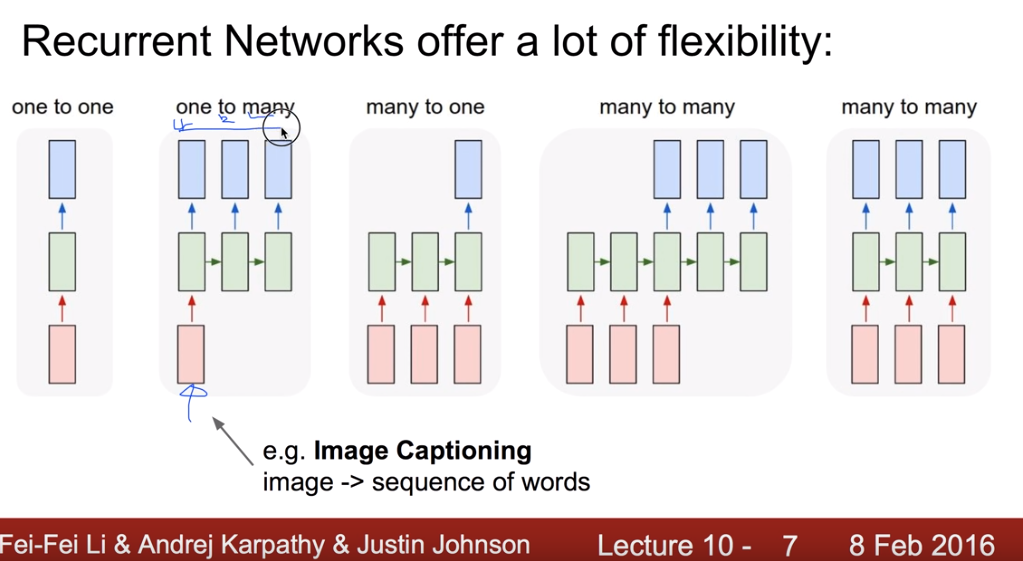 Recurrent Networks offer a lot of flexibility:
one to one one to many many to one many to many many to many
e.g. Image Captioning
image -> sequence of words
Fei-Fei Li & Andrej Karpathy & Justin Johnson Lecture 10 - 7 8 Feb 2016